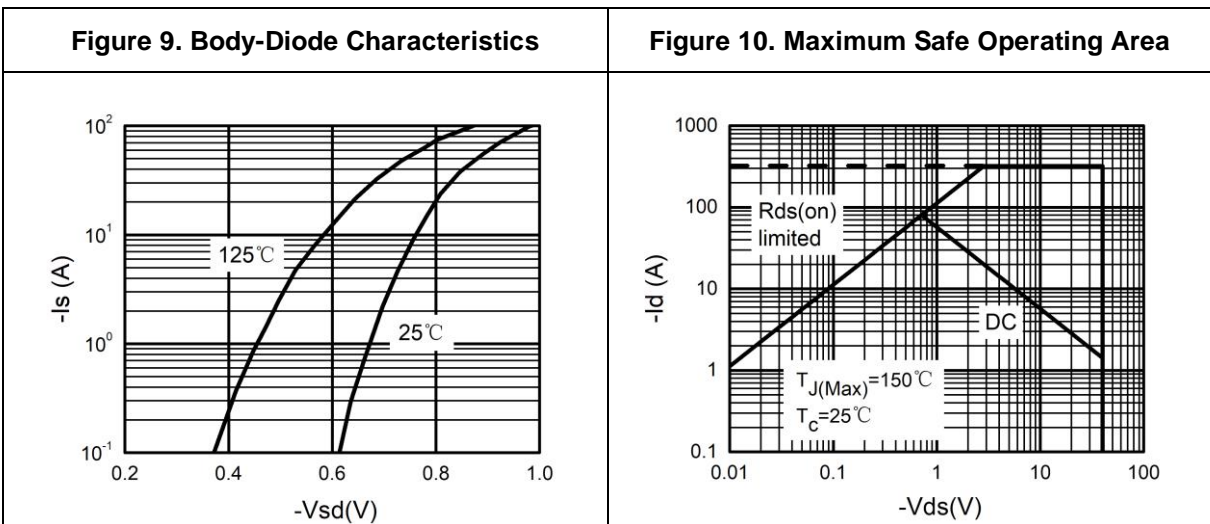 Figure 9. Body-Diode Characteristics
-Is (A)
10²
10¹
10⁰
10⁻¹
125℃
25℃
0.2 0.4 0.6 0.8 1.0
-Vsd(V)
Figure 10. Maximum Safe Operating Area
-Id (A)
1000
100
10
1
0.1
Rds(on)
limited
DC
TJ(Max)=150℃
Tc=25℃
0.01 0.1 1 10 100
-Vds(V)